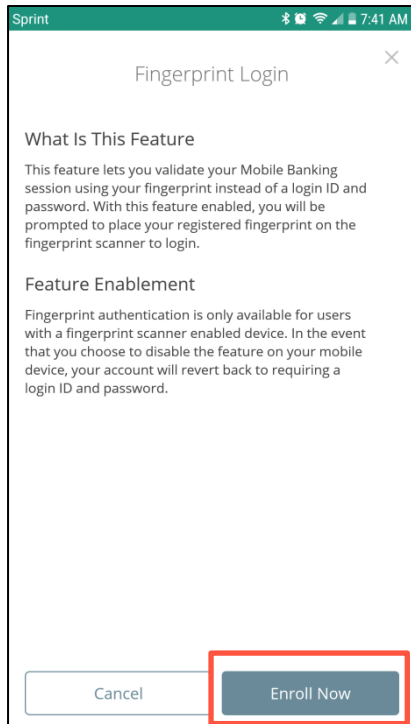 Sprint 7:41 AM
Fingerprint Login
What Is This Feature
This feature lets you validate your Mobile Banking
session using your fingerprint instead of a login ID and
password. With this feature enabled, you will be
prompted to place your registered fingerprint on the
fingerprint scanner to login.
Feature Enablement
Fingerprint authentication is only available for users
with a fingerprint scanner enabled device. In the event
that you choose to disable the feature on your mobile
device, your account will revert back to requiring a
login ID and password.
Cancel Enroll Now